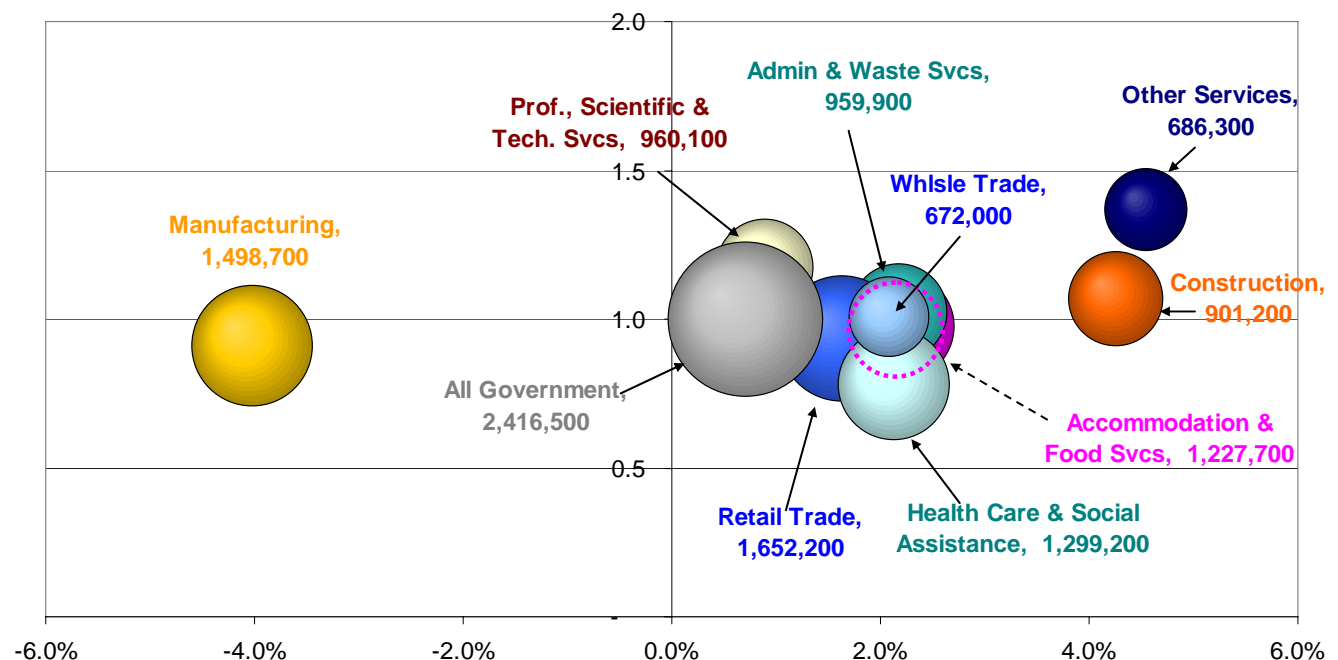 2.0
Admin & Waste Svcs,
959,900
Other Services,
686,300
Prof., Scientific &
Tech. Svcs, 960,100
1.5
Whlsle Trade,
672,000
Manufacturing,
1,498,700
Construction,
901,200
1.0
All Government,
2,416,500
Accommodation &
Food Svcs, 1,227,700
0.5
Retail Trade,
1,652,200
Health Care & Social
Assistance, 1,299,200
-
-6.0% -4.0% -2.0% 0.0% 2.0% 4.0% 6.0%